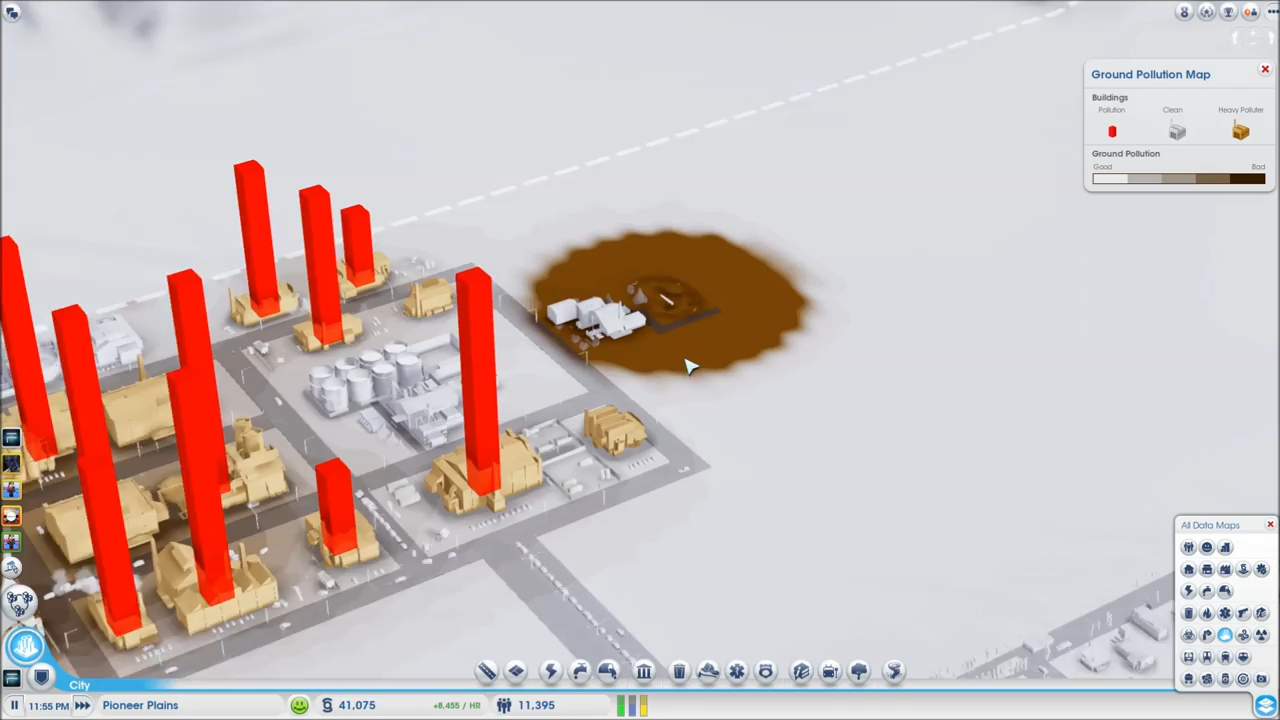 Ground Pollution Map
Buildings
Pollution Clean Heavy Polluter
Ground Pollution
Good Bad
All Data Maps
City
11:55 PM Pioneer Plains 41,075 +8,455 / HR 11,395